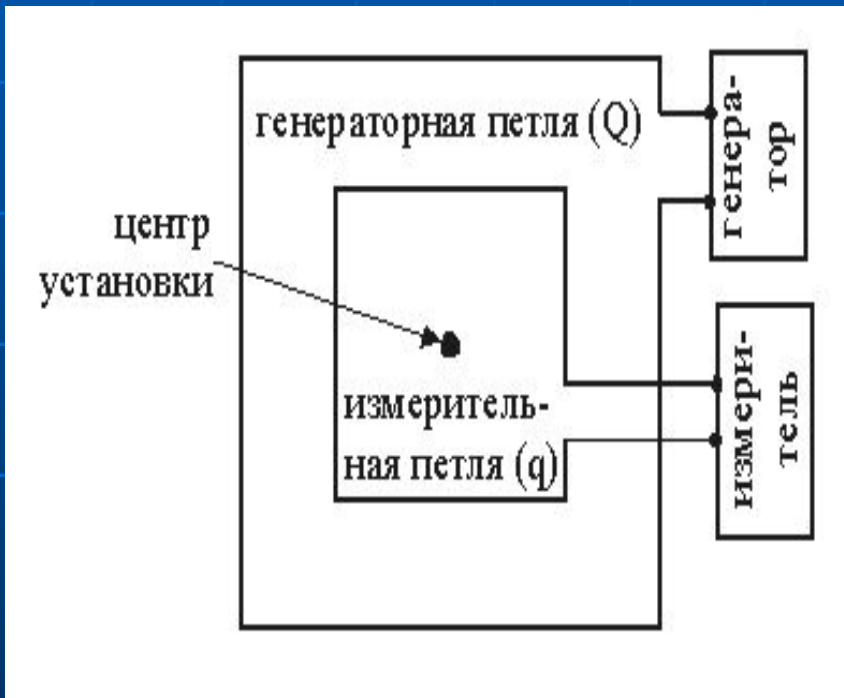 генераторная петля (Q)
генера-
тор
центр
установки
измеритель-
ная петля (q)
измери-
тель